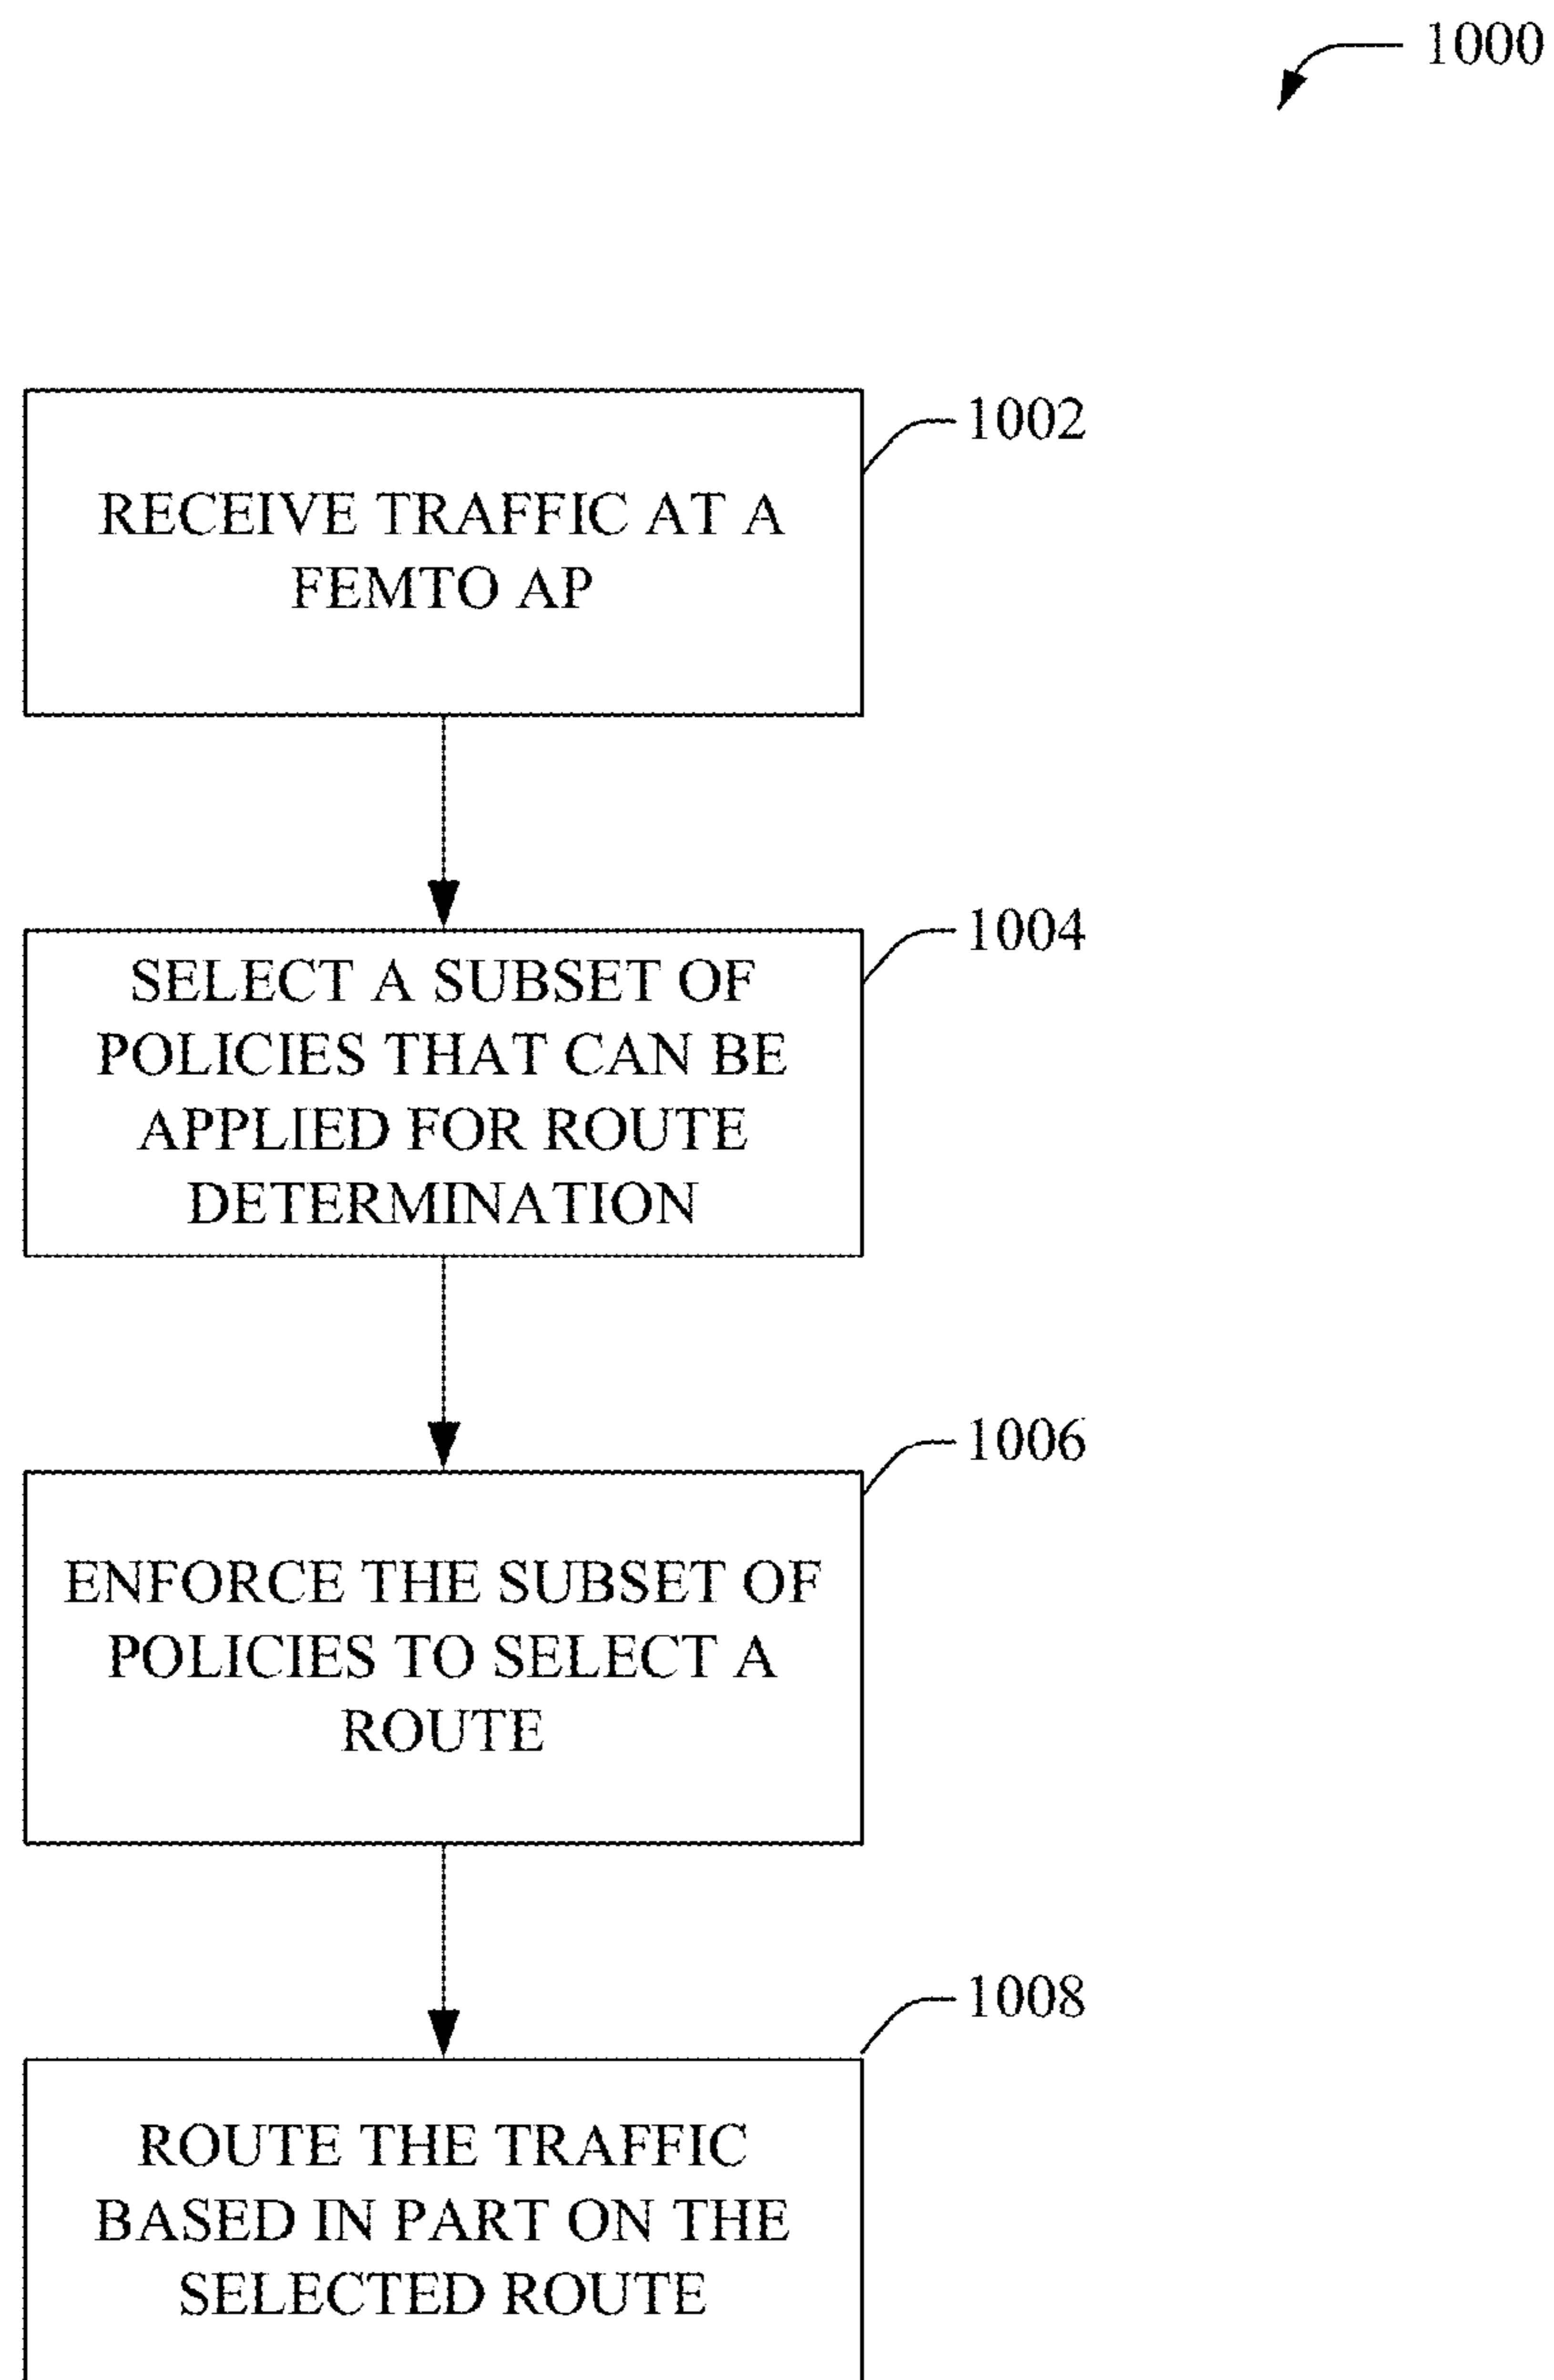 1000
1002
RECEIVE TRAFFIC AT A
FEMTO AP
1004
SELECT A SUBSET OF
POLICIES THAT CAN BE
APPLIED FOR ROUTE
DETERMINATION
1006
ENFORCE THE SUBSET OF
POLICIES TO SELECT A
ROUTE
1008
ROUTE THE TRAFFIC
BASED IN PART ON THE
SELECTED ROUTE